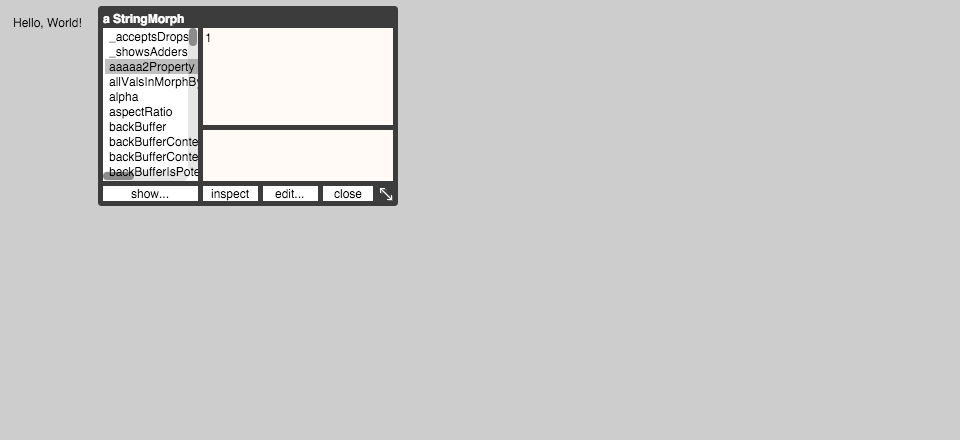 Hello, World!
a StringMorph
_acceptsDrops
_showsAdders
aaaaa2Property
allValsInMorphBy
alpha
aspectRatio
backBuffer
backBufferConte
backBufferConte
backBufferIsPote
1
show...
inspect
edit...
close